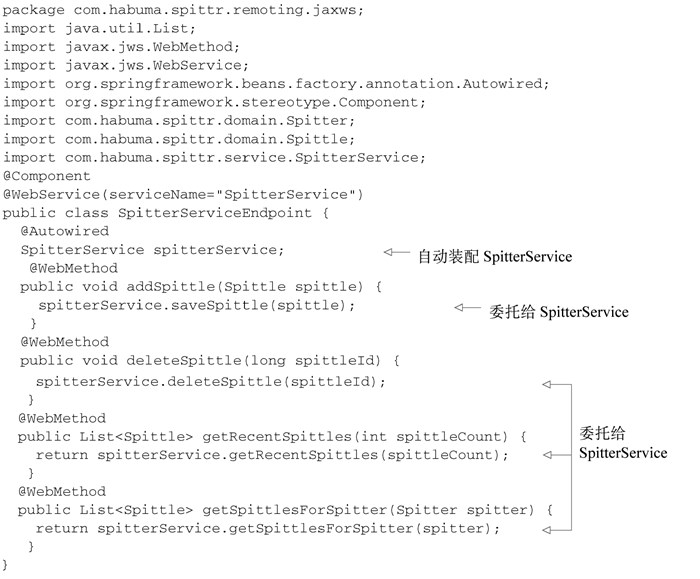 package com.habuma.spittr.remoting.jaxws;
import java.util.List;
import javax.jws.WebMethod;
import javax.jws.WebService;
import org.springframework.beans.factory.annotation.Autowired;
import org.springframework.stereotype.Component;
import com.habuma.spittr.domain.Spitter;
import com.habuma.spittr.domain.Spittle;
import com.habuma.spittr.service.SpitterService;
@Component
@WebService(serviceName="SpitterService")
public class SpitterServiceEndpoint {
@Autowired
SpitterService spitterService; 自动装配 SpitterService
@WebMethod
public void addSpittle(Spittle spittle) {
spitterService.saveSpittle(spittle); 委托给 SpitterService
}
@WebMethod
public void deleteSpittle(long spittleId) {
spitterService.deleteSpittle(spittleId);
}
@WebMethod
public List<Spittle> getRecentSpittles(int spittleCount) { 委托给
return spitterService.getRecentSpittles(spittleCount); SpitterService
}
@WebMethod
public List<Spittle> getSpittlesForSpitter(Spitter spitter) {
return spitterService.getSpittlesForSpitter(spitter);
}
}